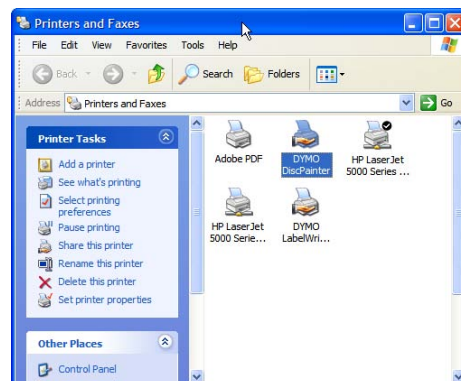 Printers and Faxes
File Edit View Favorites Tools Help
Back Search Folders
Address Printers and Faxes Go
Printer Tasks
Add a printer
See what's printing
Select printing
preferences
Pause printing
Share this printer
Rename this printer
Delete this printer
Set printer properties
Other Places
Control Panel
Adobe PDF
DYMO
DiscPainter
HP LaserJet
5000 Series ...
HP LaserJet
5000 Serie...
DYMO
LabelWri...